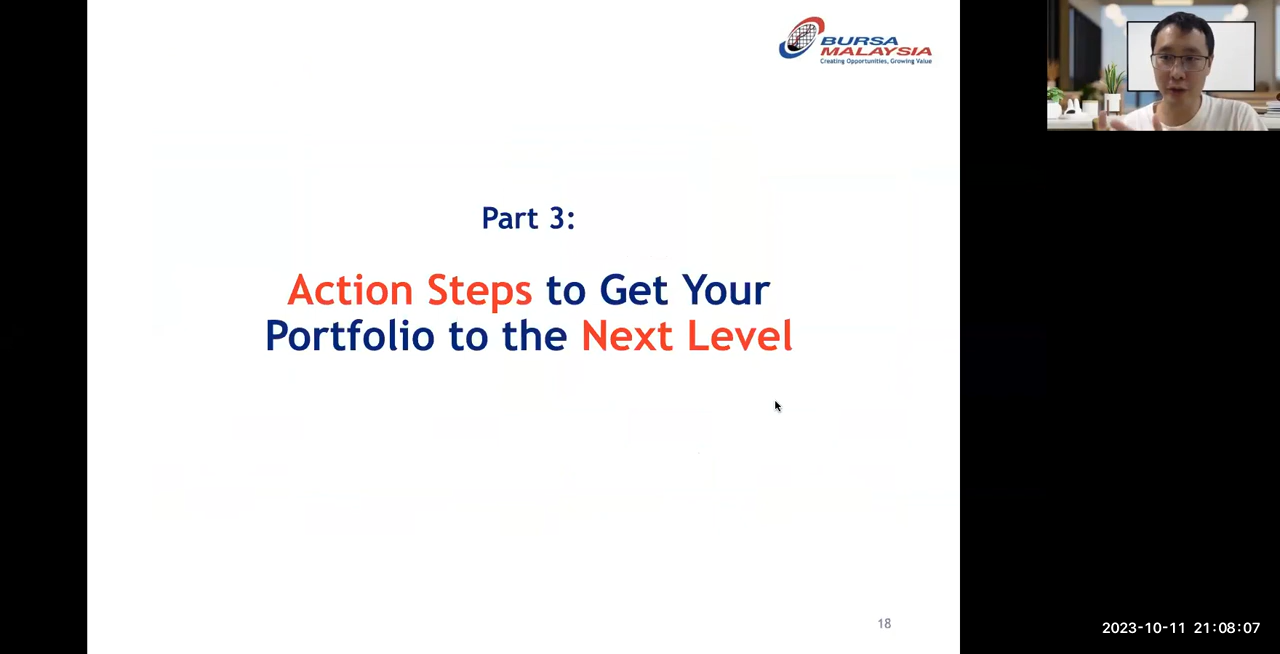 BURSA
MALAYSIA
Creating Opportunities, Growing Value
Part 3:
Action Steps to Get Your
Portfolio to the Next Level
18
2023-10-11 21:08:07